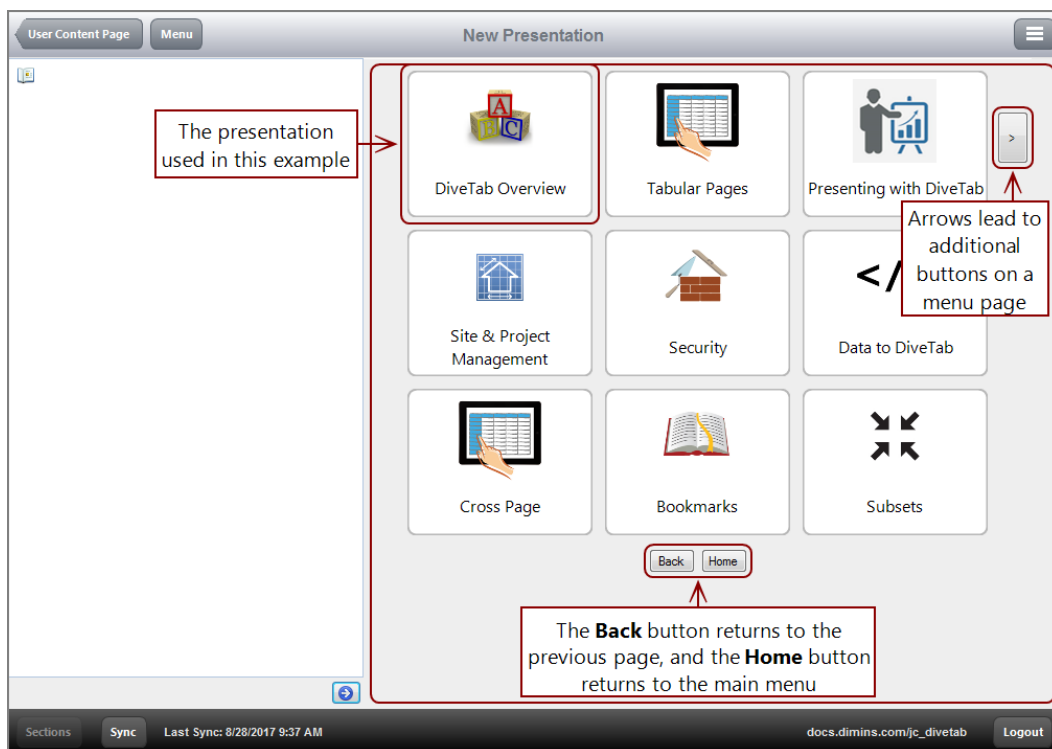 User Content Page
Menu
New Presentation
The presentation
used in this example
DiveTab Overview
Tabular Pages
Presenting with DiveTab
>
Arrows lead to
additional
buttons on a
menu page
Site & Project
Management
Security
</
Data to DiveTab
Cross Page
Bookmarks
Subsets
Back
Home
The Back button returns to the
previous page, and the Home button
returns to the main menu
Sections
Sync
Last Sync: 8/28/2017 9:37 AM
docs.dimins.com/jc_divetab
Logout